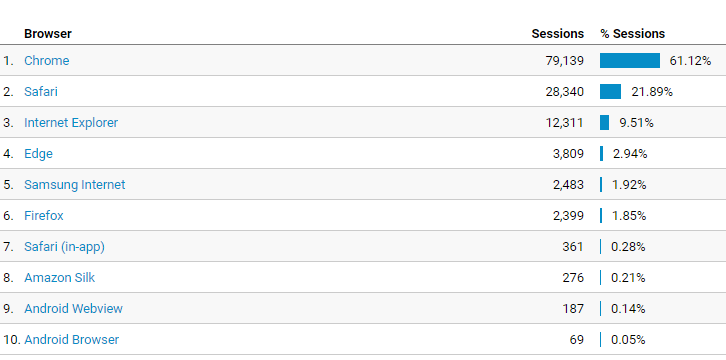 Browser Sessions % Sessions
1. Chrome 79,139 61.12%
2. Safari 28,340 21.89%
3. Internet Explorer 12,311 9.51%
4. Edge 3,809 2.94%
5. Samsung Internet 2,483 1.92%
6. Firefox 2,399 1.85%
7. Safari (in-app) 361 0.28%
8. Amazon Silk 276 0.21%
9. Android Webview 187 0.14%
10. Android Browser 69 0.05%